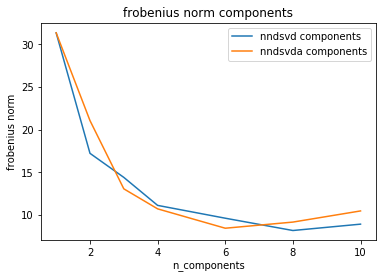 frobenius norm components
nndsvd components
nndsvda components
frobenius norm
30
25
20
15
10
2
4
6
8
10
n_components